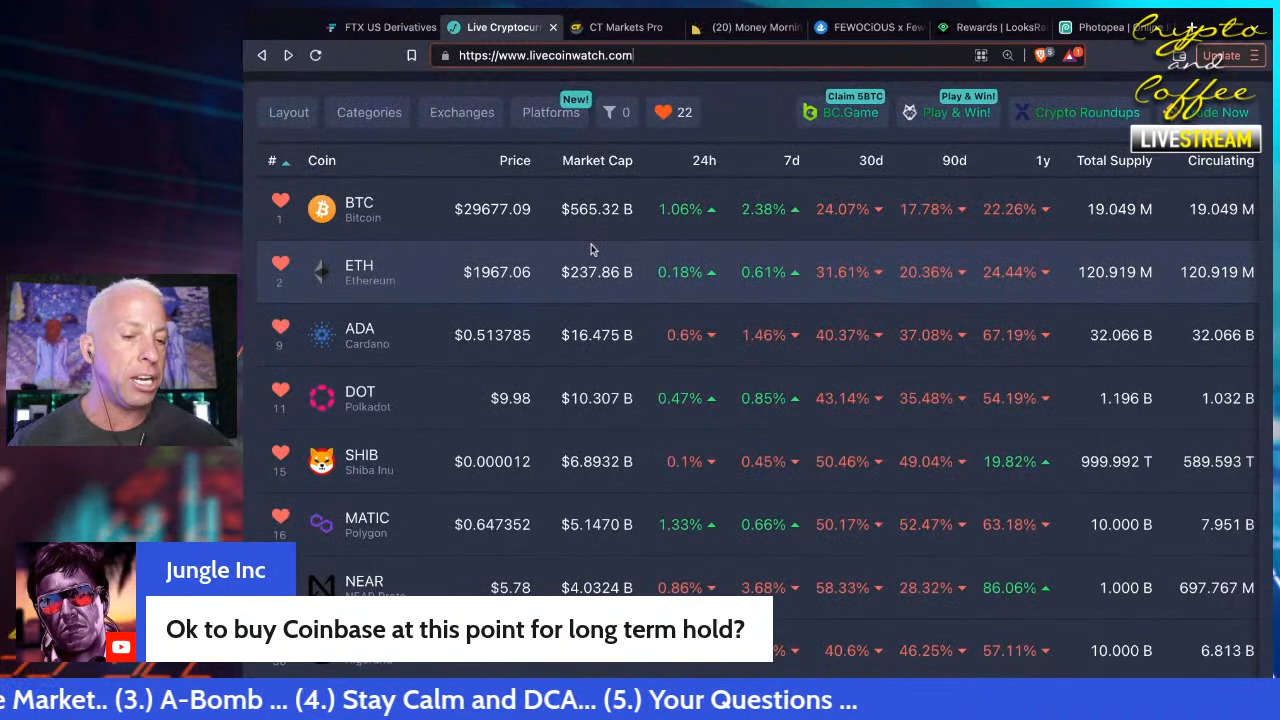 FTX US Derivatives
Live Cryptocurr
CT Markets Pro
(20) Money Mornin
FEWOCiOUS x Few
Rewards | LooksRa
Photopea | Onl
Crypto
and
Coffee
LIVESTREAM
https://www.livecoinwatch.com
5
1
Update
Layout
Categories
Exchanges
Platforms
New!
0
22
Claim 5BTC
BC.Game
Play & Win!
Play & Win!
Crypto Roundups
de Now
# Coin Price Market Cap 24h 7d 30d 90d 1y Total Supply Circulating
1 BTC $29677.09 $565.32 B 1.06% 2.38% 24.07% 17.78% 22.26% 19.049 M 19.049 M
Bitcoin
2 ETH $1967.06 $237.86 B 0.18% 0.61% 31.61% 20.36% 24.44% 120.919 M 120.919 M
Ethereum
9 ADA $0.513785 $16.475 B 0.6% 1.46% 40.37% 37.08% 67.19% 32.066 B 32.066 B
Cardano
11 DOT $9.98 $10.307 B 0.47% 0.85% 43.14% 35.48% 54.19% 1.196 B 1.032 B
Polkadot
15 SHIB $0.000012 $6.8932 B 0.1% 0.45% 50.46% 49.04% 19.82% 999.992 T 589.593 T
Shiba Inu
16 MATIC $0.647352 $5.1470 B 1.33% 0.66% 50.17% 52.47% 63.18% 10.000 B 7.951 B
Polygon
NEAR $5.78 $4.0324 B 0.86% 3.68% 58.33% 28.32% 86.06% 1.000 B 697.767 M
% 40.6% 46.25% 57.11% 10.000 B 6.813 B
Jungle Inc
Ok to buy Coinbase at this point for long term hold?
e Market.. (3.) A-Bomb ... (4.) Stay Calm and DCA... (5.) Your Questions ...